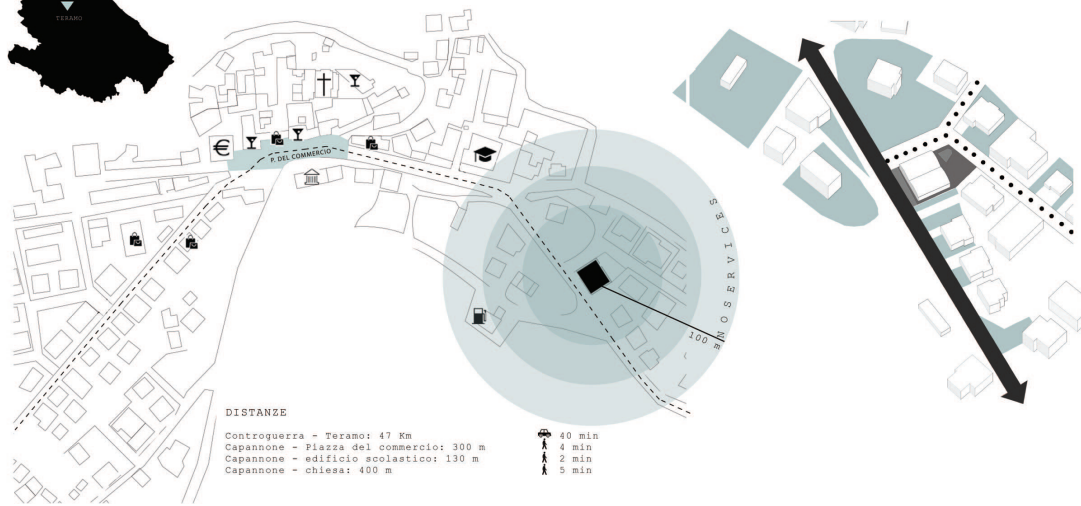 TERAMO
€
P. DEL COMMERCIO
NO SERVICES
100 m
DISTANZE
Controguerra - Teramo: 47 Km
40 min
Capannone - Piazza del commercio: 300 m
4 min
Capannone - edificio scolastico: 130 m
2 min
Capannone - chiesa: 400 m
5 min